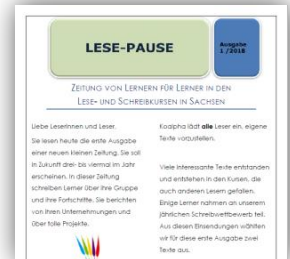 LESE-PAUSE
Ausgabe
1 /2018
ZEITUNG VON LERNERN FÜR LERNER IN DEN
LESE- UND SCHREIBKURSEN IN SACHSEN
Liebe Leserinnen und Leser.
Sie lesen heute die erste Ausgabe
einer neuen kleinen Zeitung. Sie soll
in Zukunft drei- bis viermal im Jahr
erscheinen. In dieser Zeitung
schreiben Lerner über ihre Gruppe
und ihre Fortschritte. Sie berichten
von ihren Unternehmungen und
über tolle Projekte.
Koalpha lädt alle Leser ein, eigene
Texte vorzustellen.
Viele interessante Texte entstanden
und entstehen in den Kursen, die
auch anderen Lesern gefallen.
Einige Lerner nahmen an unserem
jährlichen Schreibwettbewerb teil.
Aus diesen Einsendungen wählten
wir für diese erste Ausgabe zwei
Texte aus.